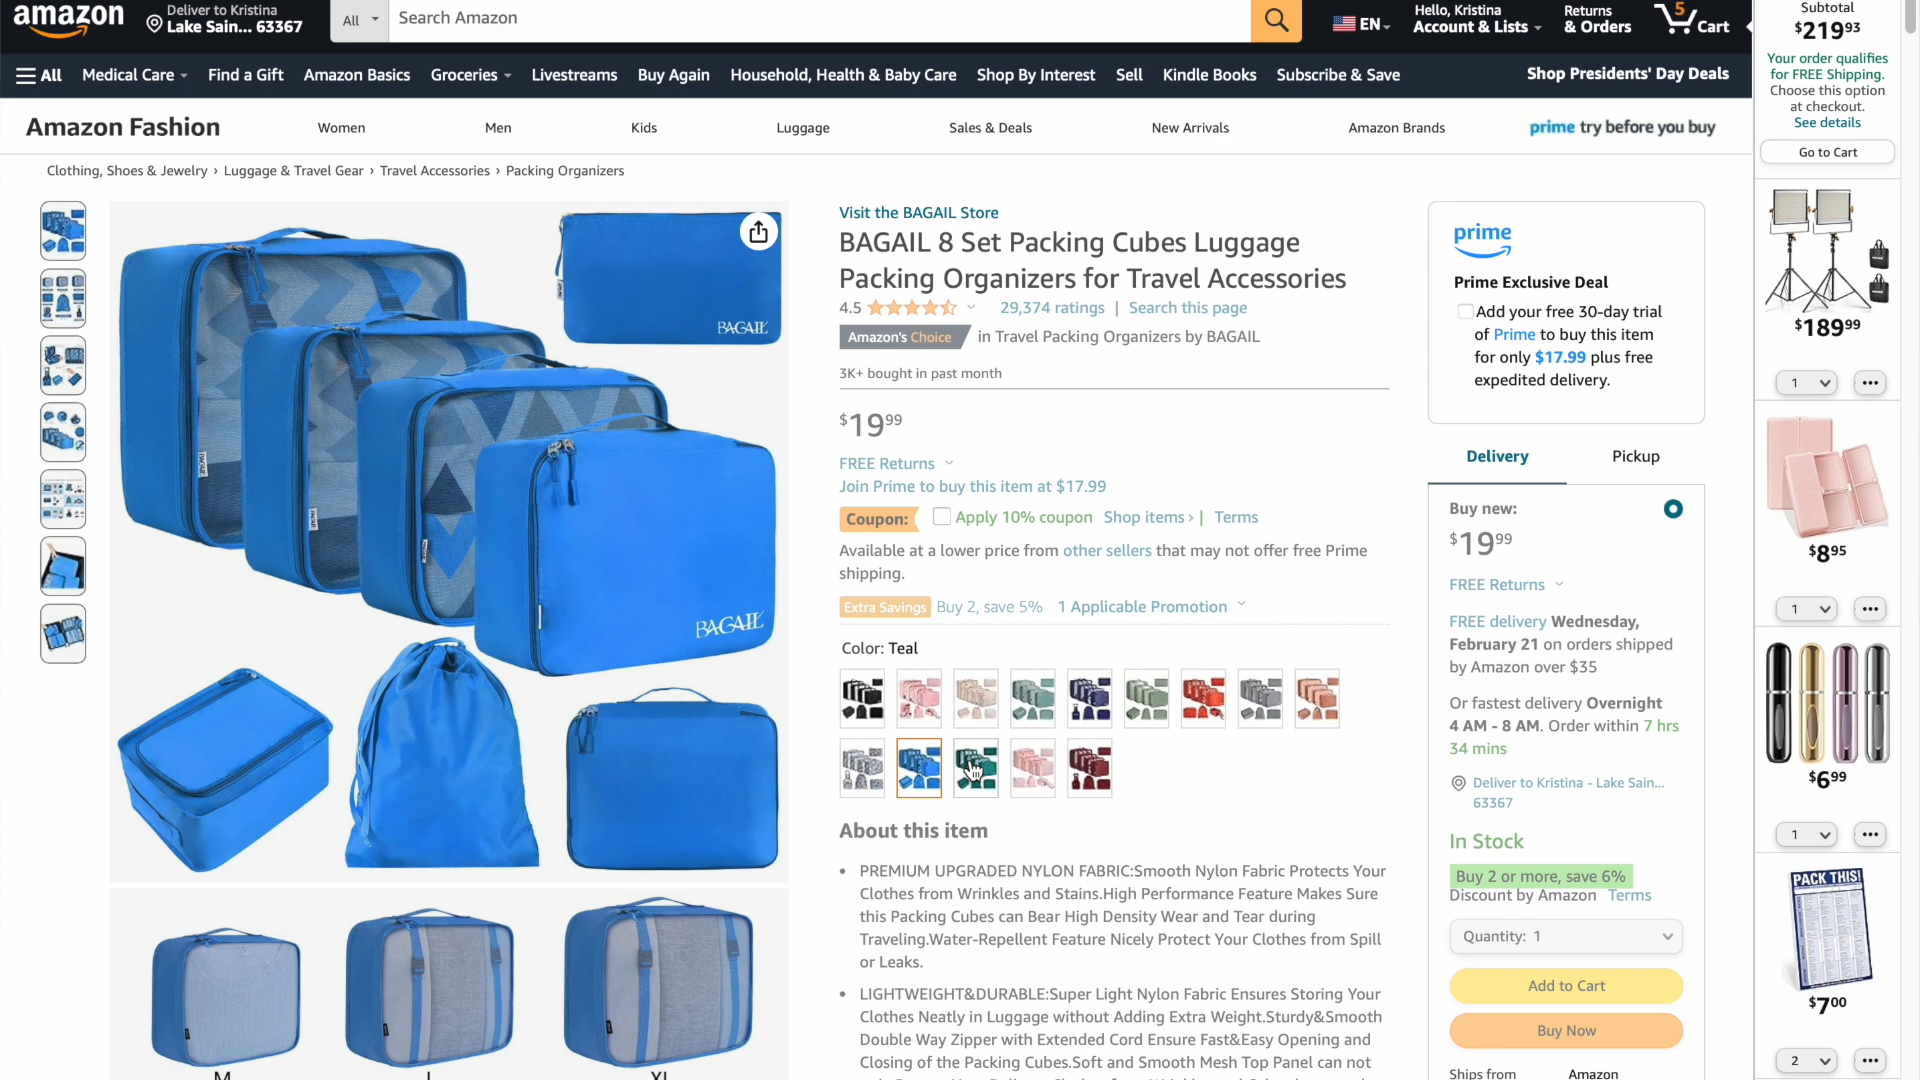 amazon
Deliver to Kristina
Lake Sain... 63367
All
Search Amazon
EN
Hello, Kristina
Account & Lists
Returns
& Orders
5
Cart
All
Medical Care
Find a Gift
Amazon Basics
Groceries
Livestreams
Buy Again
Household, Health & Baby Care
Shop By Interest
Sell
Kindle Books
Subscribe & Save
Shop Presidents' Day Deals
Amazon Fashion
Women
Men
Kids
Luggage
Sales & Deals
New Arrivals
Amazon Brands
prime try before you buy
Clothing, Shoes & Jewelry › Luggage & Travel Gear › Travel Accessories › Packing Organizers
BAGAIL
BAGAIL
M
L
XL
Visit the BAGAIL Store
BAGAIL 8 Set Packing Cubes Luggage
Packing Organizers for Travel Accessories
4.5
29,374 ratings | Search this page
Amazon's Choice in Travel Packing Organizers by BAGAIL
3K+ bought in past month
$19 99
FREE Returns
Join Prime to buy this item at $17.99
Coupon: Apply 10% coupon Shop items › | Terms
Available at a lower price from other sellers that may not offer free Prime
shipping.
Extra Savings Buy 2, save 5% 1 Applicable Promotion
Color: Teal
About this item
• PREMIUM UPGRADED NYLON FABRIC:Smooth Nylon Fabric Protects Your
Clothes from Wrinkles and Stains.High Performance Feature Makes Sure
this Packing Cubes can Bear High Density Wear and Tear during
Traveling.Water-Repellent Feature Nicely Protect Your Clothes from Spill
or Leaks.
• LIGHTWEIGHT&DURABLE:Super Light Nylon Fabric Ensures Storing Your
Clothes Neatly in Luggage without Adding Extra Weight.Sturdy&Smooth
Double Way Zipper with Extended Cord Ensure Fast&Easy Opening and
Closing of the Packing Cubes.Soft and Smooth Mesh Top Panel can not
prime
Prime Exclusive Deal
Add your free 30-day trial
of Prime to buy this item
for only $17.99 plus free
expedited delivery.
Delivery
Pickup
Buy new:
$19 99
FREE Returns
FREE delivery Wednesday,
February 21 on orders shipped
by Amazon over $35
Or fastest delivery Overnight
4 AM - 8 AM. Order within 7 hrs
34 mins
Deliver to Kristina - Lake Sain...
63367
In Stock
Buy 2 or more, save 6%
Discount by Amazon Terms
Quantity: 1
Add to Cart
Buy Now
Ships from Amazon
Subtotal
$219 93
Your order qualifies
for FREE Shipping.
Choose this option
at checkout.
See details
Go to Cart
$189 99
1
$8 95
1
$6 99
1
PACK THIS!
$7 00
2